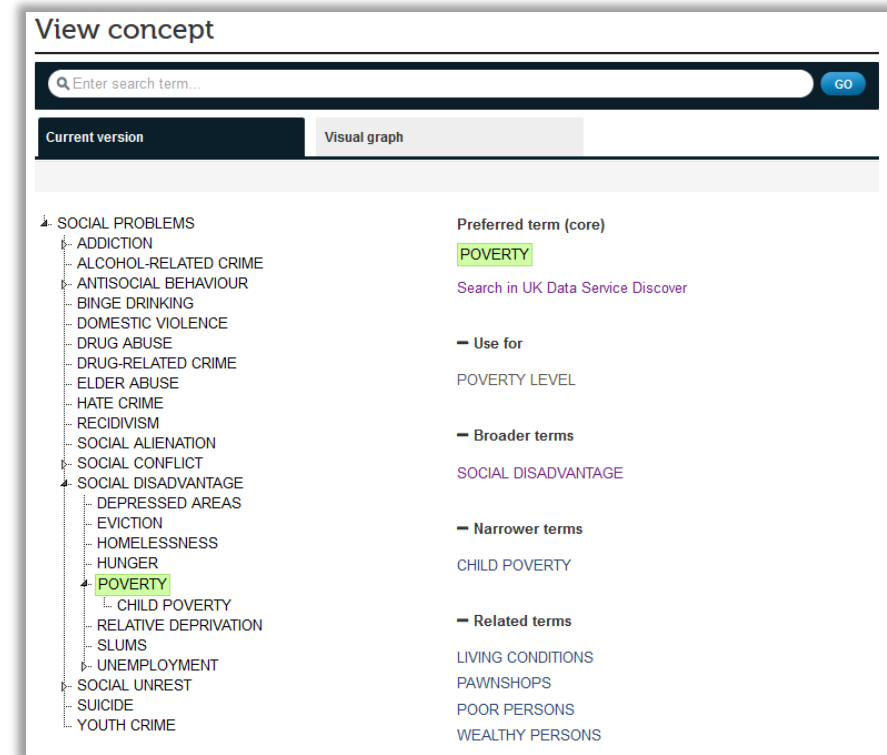 View concept
Enter search term...
GO
Current version
Visual graph
SOCIAL PROBLEMS
ADDICTION
ALCOHOL-RELATED CRIME
ANTISOCIAL BEHAVIOUR
BINGE DRINKING
DOMESTIC VIOLENCE
DRUG ABUSE
DRUG-RELATED CRIME
ELDER ABUSE
HATE CRIME
RECIDIVISM
SOCIAL ALIENATION
SOCIAL CONFLICT
SOCIAL DISADVANTAGE
DEPRESSED AREAS
EVICTION
HOMELESSNESS
HUNGER
POVERTY
CHILD POVERTY
RELATIVE DEPRIVATION
SLUMS
UNEMPLOYMENT
SOCIAL UNREST
SUICIDE
YOUTH CRIME
Preferred term (core)
POVERTY
Search in UK Data Service Discover
Use for
POVERTY LEVEL
Broader terms
SOCIAL DISADVANTAGE
Narrower terms
CHILD POVERTY
Related terms
LIVING CONDITIONS
PAWNSHOPS
POOR PERSONS
WEALTHY PERSONS